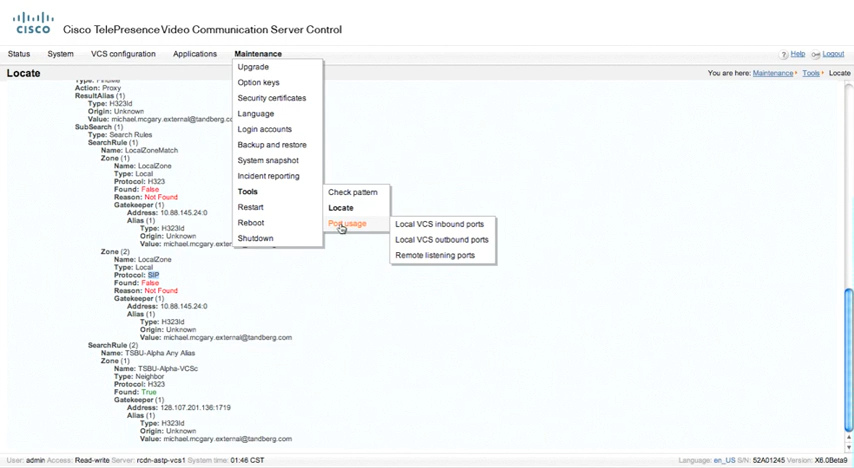 CISCO
Cisco TelePresence Video Communication Server Control
Status System VCS configuration Applications Maintenance Help Logout
Locate You are here: Maintenance Tools Locate
Action: Proxy
ResultAlias (1)
Type: H323Id
Origin: Unknown
Value: michael.mcgary.external@tandberg.co
SubSearch (1)
Type: Search Rules
SearchRule (1)
Name: LocalZoneMatch
Zone (1)
Name: LocalZone
Type: Local
Protocol: H323
Found: False
Reason: Not Found
Gatekeeper (1)
Address: 10.88.145.24:0
Alias (1)
Type: H323Id
Origin: Unknown
Value: michael.mcgary.external@tandberg.com
Zone (2)
Name: LocalZone
Type: Local
Protocol: SIP
Found: False
Reason: Not Found
Gatekeeper (1)
Address: 10.88.145.24:0
Alias (1)
Type: H323Id
Origin: Unknown
Value: michael.mcgary.external@tandberg.com
SearchRule (2)
Name: TSBU-Alpha Any Alias
Zone (1)
Name: TSBU-Alpha-VCSc
Type: Neighbor
Protocol: H323
Found: True
Gatekeeper (1)
Address: 128.107.201.136:1719
Alias (1)
Type: H323Id
Origin: Unknown
Value: michael.mcgary.external@tandberg.com
Upgrade
Option keys
Security certificates
Language
Login accounts
Backup and restore
System snapshot
Incident reporting
Tools
Restart
Reboot
Shutdown
Check pattern
Locate
Port usage
Local VCS inbound ports
Local VCS outbound ports
Remote listening ports
User: admin Access: Read-write Server: rcdn-astp-vcs1 System time: 01:46 CST Language: en_US S/N: 52A01245 Version: X6.0Beta9